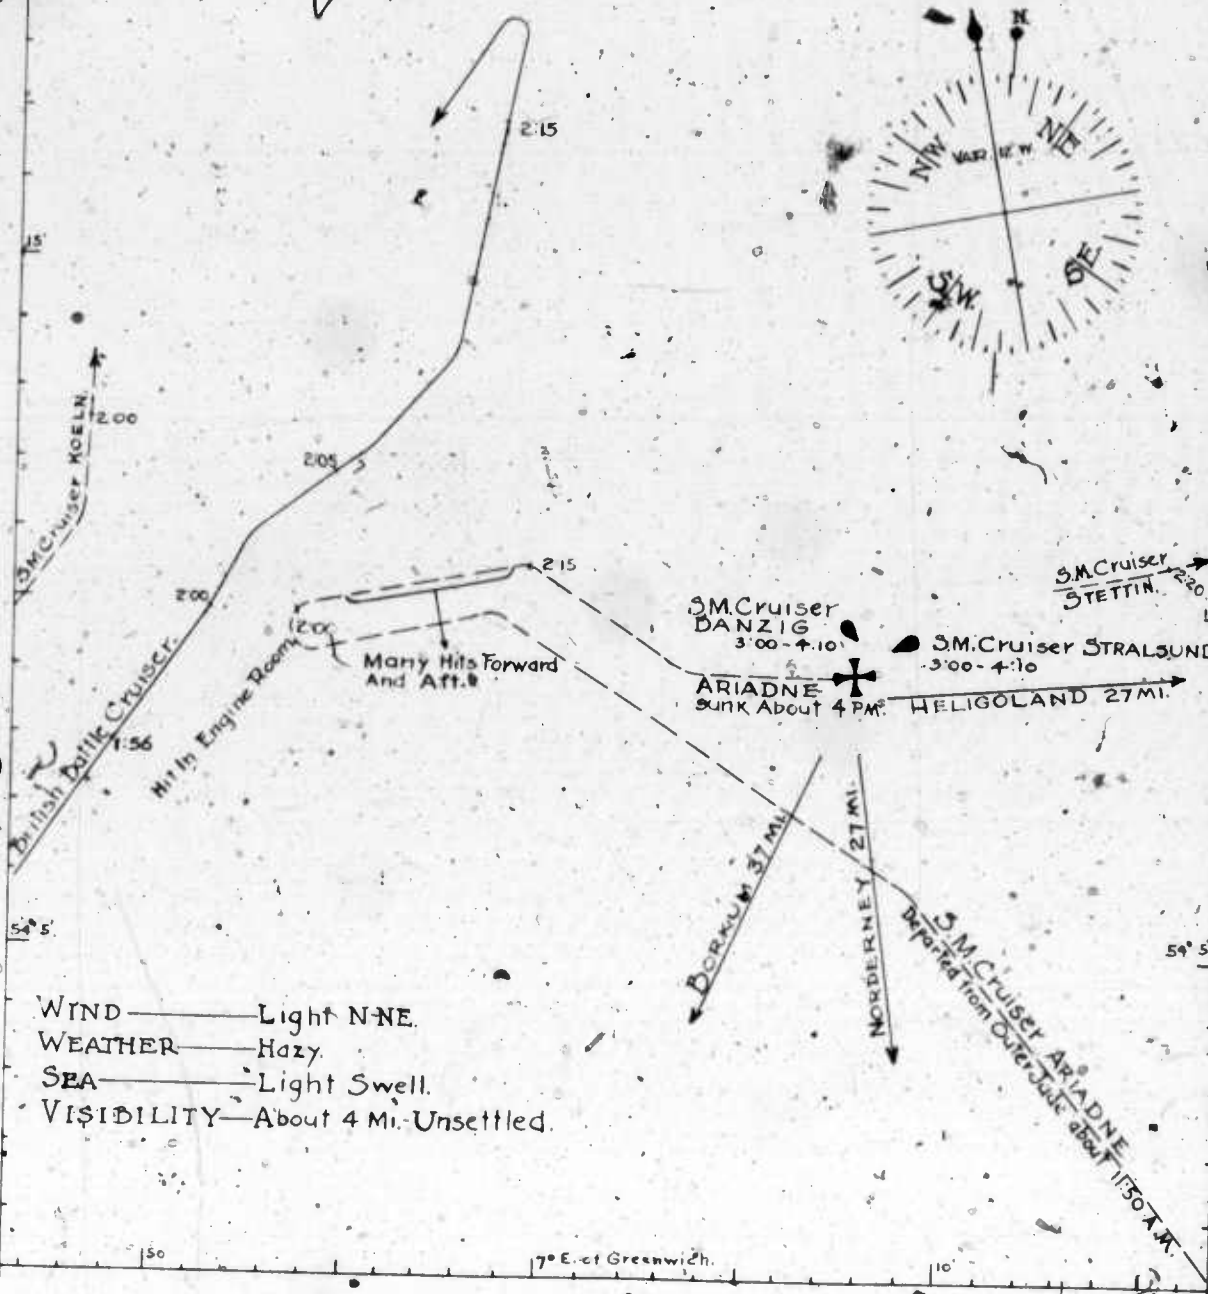 N.
2:15
NW
VAR. 12° W
NE
SW.
SE
15'
S.M.Cruiser KOELN.
2 00
2:05
2:00
2 15
British Battle Cruiser.
1:56
(2:00)
Hit In Engine Room
Many Hits Forward
And Aft.
S.M.Cruiser
DANZIG
3:00-4:10
S.M.Cruiser STRALSUND
3:00-4:10
S.M.Cruiser
STETTIN.
2:20
ARIADNE
sunk About 4 P.M.
HELIGOLAND 27 MI.
BORKUM 37 MI.
NORDERNEY 27 MI.
S.M.Cruiser ARIADNE
Departed from Outer Jade about 11:50 A.M.
54° 5'
54° 5
WIND — Light N-NE.
WEATHER — Hazy.
SEA — Light Swell.
VISIBILITY — About 4 Mi.-Unsettled.
50
7° E. of Greenwich.
10'